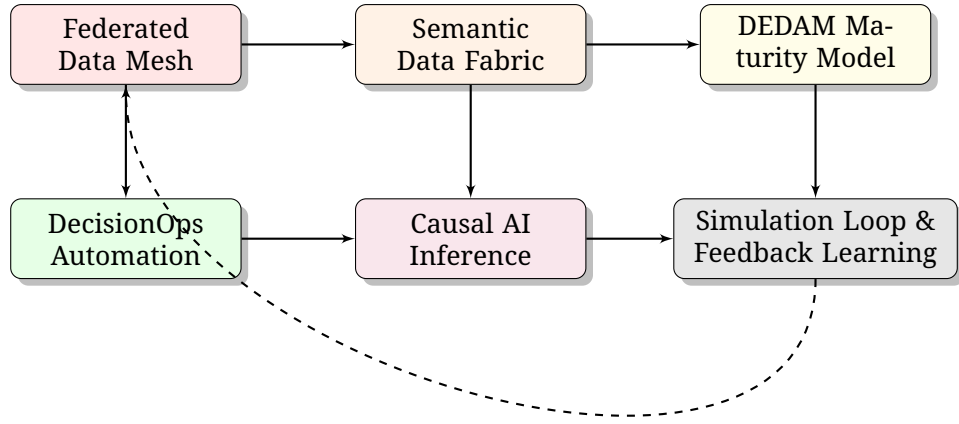 Federated
Data Mesh
Semantic
Data Fabric
DEDAM Ma-
turity Model
DecisionOps
Automation
Causal AI
Inference
Simulation Loop &
Feedback Learning